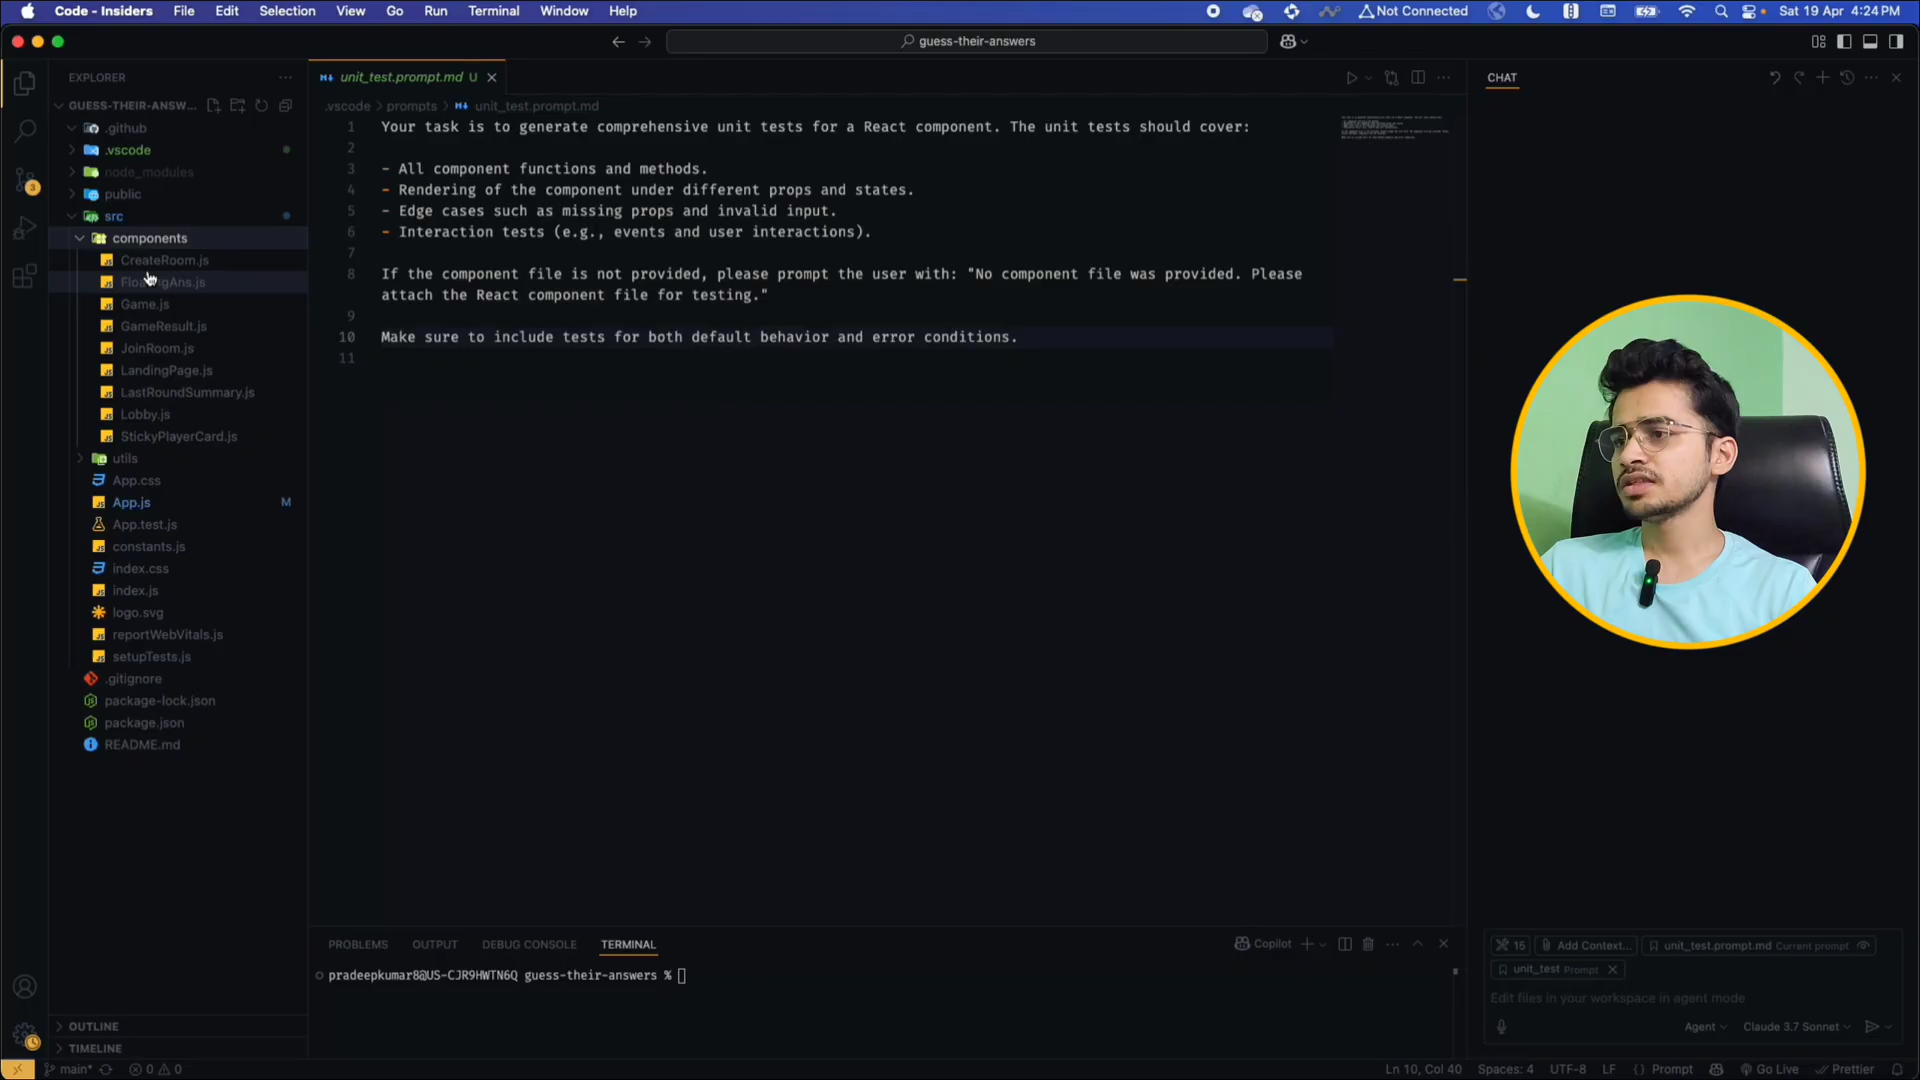 Code - Insiders File Edit Selection View Go Run Terminal Window Help
Not Connected Sat 19 Apr 4:24 PM
guess-their-answers
EXPLORER
GUESS-THEIR-ANSW...
.github
.vscode
node_modules
public
src
components
CreateRoom.js
Game.js
GameResult.js
JoinRoom.js
LandingPage.js
LastRoundSummary.js
Lobby.js
StickyPlayerCard.js
utils
App.css
App.js M
App.test.js
constants.js
index.css
index.js
logo.svg
reportWebVitals.js
setupTests.js
.gitignore
package-lock.json
package.json
README.md
OUTLINE
TIMELINE
3
unit_test.prompt.md U
.vscode > prompts > unit_test.prompt.md
1 Your task is to generate comprehensive unit tests for a React component. The unit tests should cover:
2
3 - All component functions and methods.
4 - Rendering of the component under different props and states.
5 - Edge cases such as missing props and invalid input.
6 - Interaction tests (e.g., events and user interactions).
7
8 If the component file is not provided, please prompt the user with: "No component file was provided. Please
attach the React component file for testing."
9
10 Make sure to include tests for both default behavior and error conditions.
11
PROBLEMS OUTPUT DEBUG CONSOLE TERMINAL
Copilot
pradeepkumar8@US-CJR9HWTN6Q guess-their-answers %
CHAT
15 Add Context... unit_test.prompt.md Current prompt
unit_test Prompt
Edit files in your workspace in agent mode
Agent Claude 3.7 Sonnet
main* 0 0
Ln 10, Col 40 Spaces: 4 UTF-8 LF {} Prompt Go Live Prettier